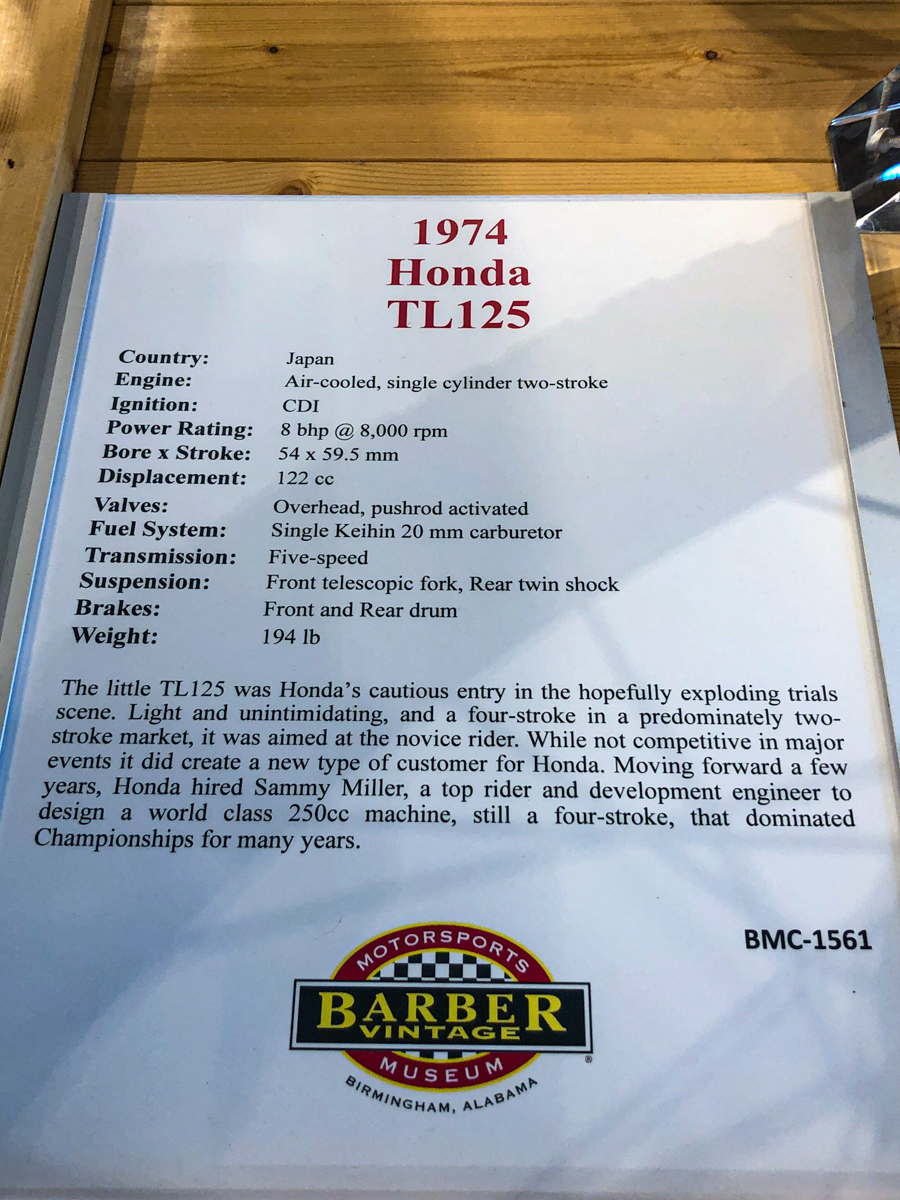 1974
Honda
TL125
Country: Japan
Engine: Air-cooled, single cylinder two-stroke
Ignition: CDI
Power Rating: 8 bhp @ 8,000 rpm
Bore x Stroke: 54 x 59.5 mm
Displacement: 122 cc
Valves: Overhead, pushrod activated
Fuel System: Single Keihin 20 mm carburetor
Transmission: Five-speed
Suspension: Front telescopic fork, Rear twin shock
Brakes: Front and Rear drum
Weight: 194 lb
The little TL125 was Honda's cautious entry in the hopefully exploding trials
scene. Light and unintimidating, and a four-stroke in a predominately two-
stroke market, it was aimed at the novice rider. While not competitive in major
events it did create a new type of customer for Honda. Moving forward a few
years, Honda hired Sammy Miller, a top rider and development engineer to
design a world class 250cc machine, still a four-stroke, that dominated
Championships for many years.
BMC-1561
MOTORSPORTS
BARBER
VINTAGE
®
MUSEUM
BIRMINGHAM, ALABAMA